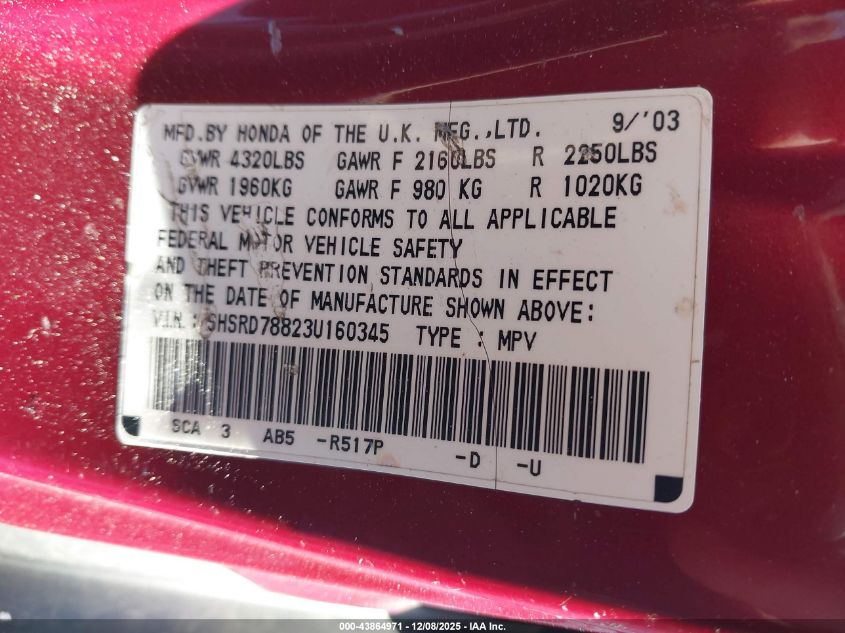 MFD.BY HONDA OF THE U.K. MFG.,LTD. 9/'03
GVWR 4320LBS GAWR F 2160LBS R 2250LBS
GVWR 1960KG GAWR F 980 KG R 1020KG
THIS VEHICLE CONFORMS TO ALL APPLICABLE
FEDERAL MOTOR VEHICLE SAFETY
AND THEFT PREVENTION STANDARDS IN EFFECT
ON THE DATE OF MANUFACTURE SHOWN ABOVE:
V.I.N.: SHSRD78823U160345 TYPE : MPV
SCA 3 AB5 -R517P -D -U
000-43864971 - 12/08/2025 - IAA Inc.